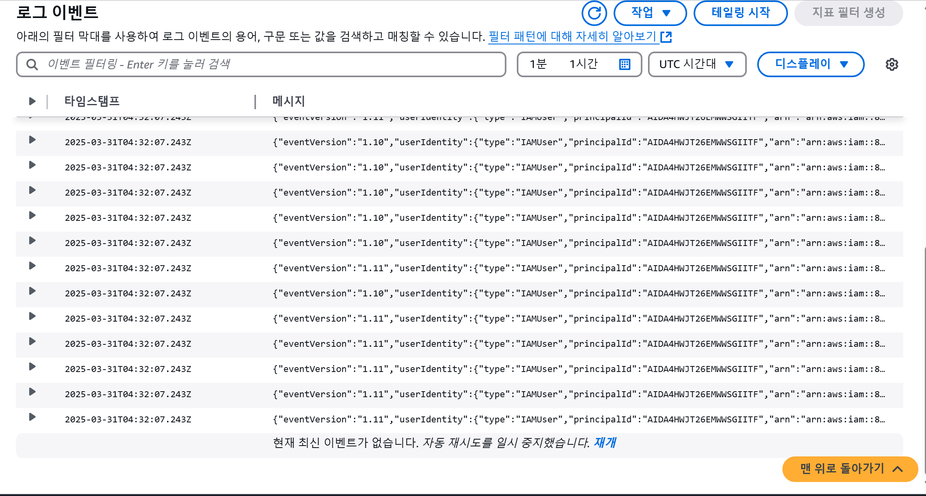 로그 이벤트
작업
테일링 시작
지표 필터 생성
아래의 필터 막대를 사용하여 로그 이벤트의 용어, 구문 또는 값을 검색하고 매칭할 수 있습니다. 필터 패턴에 대해 자세히 알아보기
이벤트 필터링 - Enter 키를 눌러 검색
1분 1시간
UTC 시간대
디스플레이
타임스탬프 메시지
2025-03-31T04:32:07.243Z {"eventVersion":"1.11","userIdentity":{"type":"IAMUser","principalId":"AIDA4HWJT26EMWWSGIITF","arn":"arn:aws:iam::8…
2025-03-31T04:32:07.243Z {"eventVersion":"1.10","userIdentity":{"type":"IAMUser","principalId":"AIDA4HWJT26EMWWSGIITF","arn":"arn:aws:iam::8…
2025-03-31T04:32:07.243Z {"eventVersion":"1.10","userIdentity":{"type":"IAMUser","principalId":"AIDA4HWJT26EMWWSGIITF","arn":"arn:aws:iam::8…
2025-03-31T04:32:07.243Z {"eventVersion":"1.10","userIdentity":{"type":"IAMUser","principalId":"AIDA4HWJT26EMWWSGIITF","arn":"arn:aws:iam::8…
2025-03-31T04:32:07.243Z {"eventVersion":"1.10","userIdentity":{"type":"IAMUser","principalId":"AIDA4HWJT26EMWWSGIITF","arn":"arn:aws:iam::8…
2025-03-31T04:32:07.243Z {"eventVersion":"1.10","userIdentity":{"type":"IAMUser","principalId":"AIDA4HWJT26EMWWSGIITF","arn":"arn:aws:iam::8…
2025-03-31T04:32:07.243Z {"eventVersion":"1.11","userIdentity":{"type":"IAMUser","principalId":"AIDA4HWJT26EMWWSGIITF","arn":"arn:aws:iam::8…
2025-03-31T04:32:07.243Z {"eventVersion":"1.10","userIdentity":{"type":"IAMUser","principalId":"AIDA4HWJT26EMWWSGIITF","arn":"arn:aws:iam::8…
2025-03-31T04:32:07.243Z {"eventVersion":"1.11","userIdentity":{"type":"IAMUser","principalId":"AIDA4HWJT26EMWWSGIITF","arn":"arn:aws:iam::8…
2025-03-31T04:32:07.243Z {"eventVersion":"1.11","userIdentity":{"type":"IAMUser","principalId":"AIDA4HWJT26EMWWSGIITF","arn":"arn:aws:iam::8…
2025-03-31T04:32:07.243Z {"eventVersion":"1.11","userIdentity":{"type":"IAMUser","principalId":"AIDA4HWJT26EMWWSGIITF","arn":"arn:aws:iam::8…
2025-03-31T04:32:07.243Z {"eventVersion":"1.11","userIdentity":{"type":"IAMUser","principalId":"AIDA4HWJT26EMWWSGIITF","arn":"arn:aws:iam::8…
2025-03-31T04:32:07.243Z {"eventVersion":"1.11","userIdentity":{"type":"IAMUser","principalId":"AIDA4HWJT26EMWWSGIITF","arn":"arn:aws:iam::8…
현재 최신 이벤트가 없습니다. 자동 재시도를 일시 중지했습니다. 재개
맨 위로 돌아가기